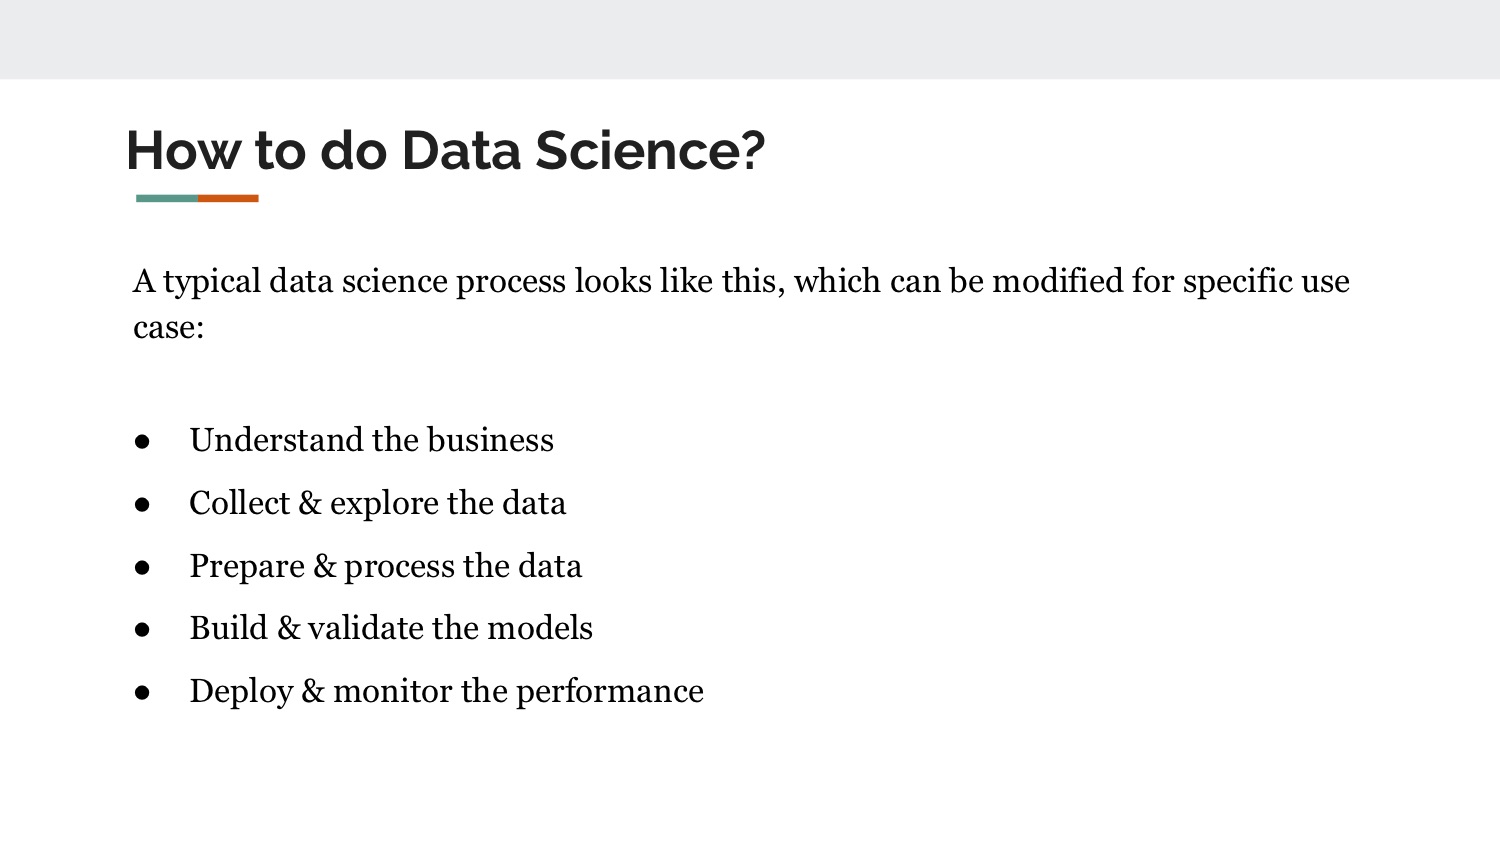 How to do Data Science?
A typical data science process looks like this, which can be modified for specific use
case:
● Understand the business
● Collect & explore the data
● Prepare & process the data
● Build & validate the models
● Deploy & monitor the performance